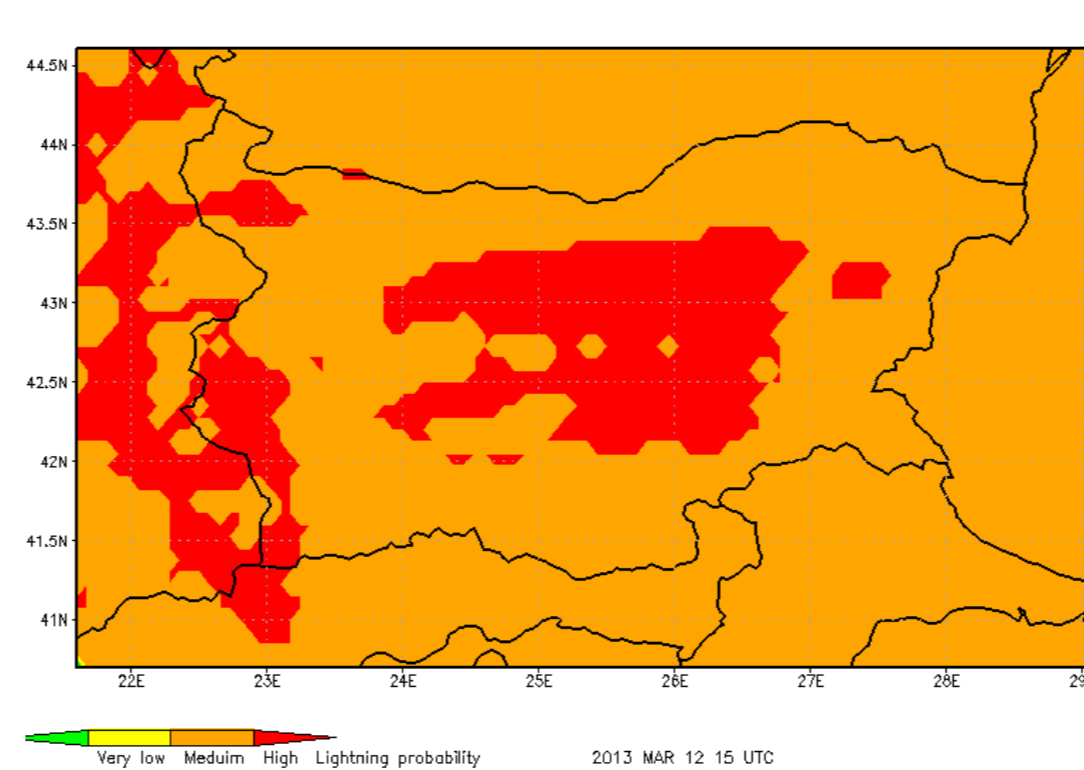 44.5N
44N
43.5N
43N
42.5N
42N
41.5N
41N
22E 23E 24E 25E 26E 27E 28E 29
Very low Meduim High Lightning probability 2013 MAR 12 15 UTC